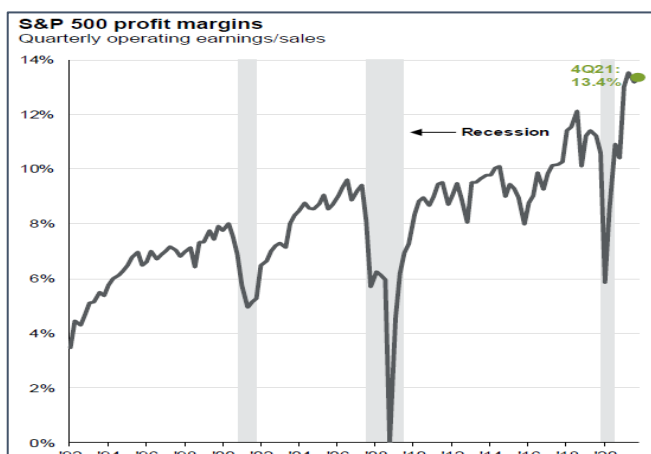 S&P 500 profit margins
Quarterly operating earnings/sales
14%
4Q21:
13.4%
12%
Recession
10%
8%
6%
4%
2%
0%